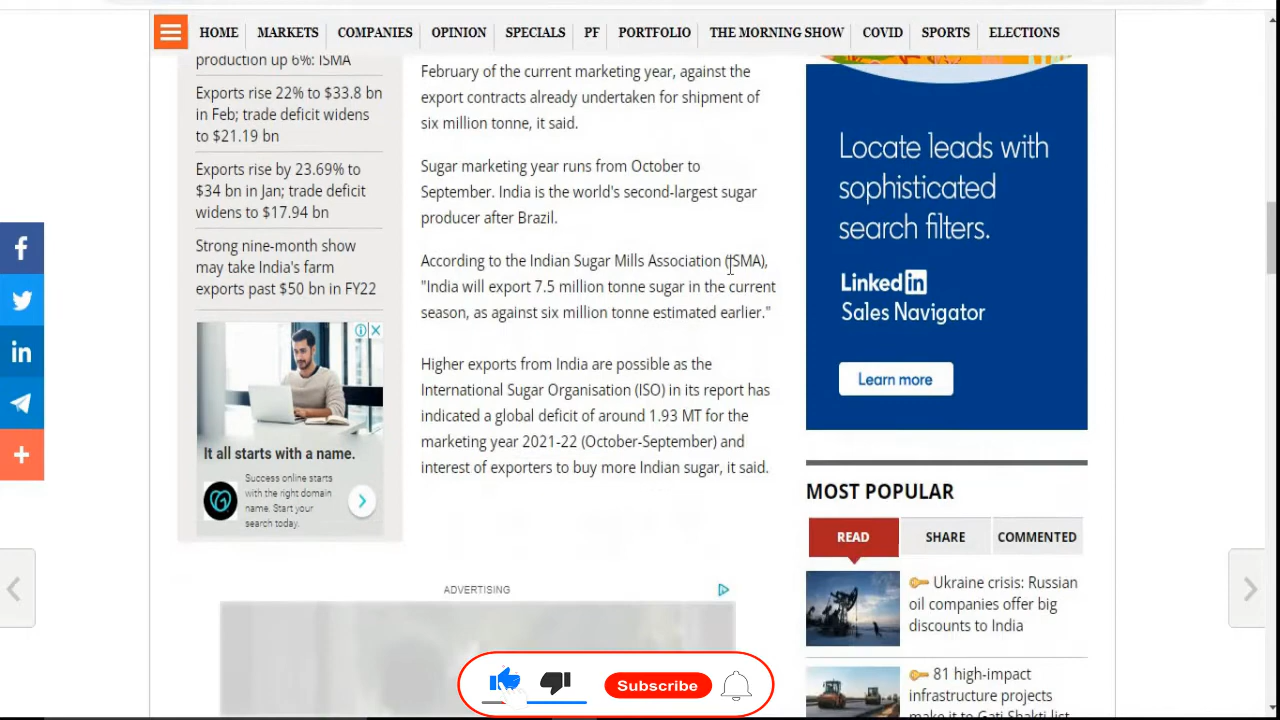 HOME
MARKETS
COMPANIES
OPINION
SPECIALS
PF
PORTFOLIO
THE MORNING SHOW
COVID
SPORTS
ELECTIONS
production up 6%: ISMA
Exports rise 22% to $33.8 bn
in Feb; trade deficit widens
to $21.19 bn
Exports rise by 23.69% to
$34 bn in Jan; trade deficit
widens to $17.94 bn
Strong nine-month show
may take India's farm
exports past $50 bn in FY22
It all starts with a name.
Success online starts
with the right domain
name. Start your
search today.
February of the current marketing year, against the
export contracts already undertaken for shipment of
six million tonne, it said.
Sugar marketing year runs from October to
September. India is the world's second-largest sugar
producer after Brazil.
According to the Indian Sugar Mills Association (ISMA),
"India will export 7.5 million tonne sugar in the current
season, as against six million tonne estimated earlier."
Higher exports from India are possible as the
International Sugar Organisation (ISO) in its report has
indicated a global deficit of around 1.93 MT for the
marketing year 2021-22 (October-September) and
interest of exporters to buy more Indian sugar, it said.
ADVERTISING
Locate leads with
sophisticated
search filters.
Linked in
Sales Navigator
Learn more
MOST POPULAR
READ
SHARE
COMMENTED
Ukraine crisis: Russian
oil companies offer big
discounts to India
81 high-impact
infrastructure projects
make it to Gati Shakti list
Subscribe